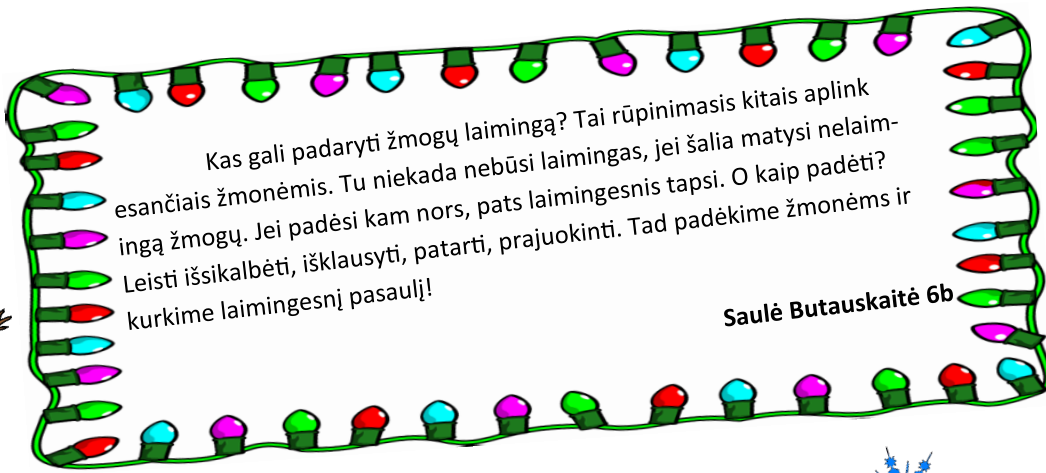 Kas gali padaryti žmogų laimingą? Tai rūpinimasis kitais aplink
esančiais žmonėmis. Tu niekada nebūsi laimingas, jei šalia matysi nelaim-
ingą žmogų. Jei padėsi kam nors, pats laimingesnis tapsi. O kaip padėti?
Leisti išsikalbėti, išklausyti, patarti, prajuokinti. Tad padėkime žmonėms ir
kurkime laimingesnį pasaulį!
Saulė Butauskaitė 6b